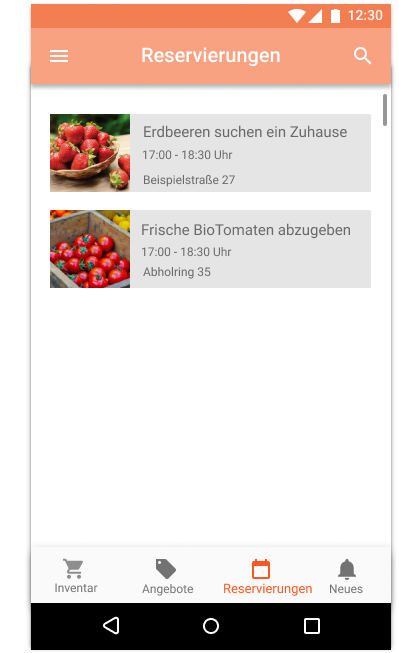 12:30
Reservierungen
Erdbeeren suchen ein Zuhause
17:00 - 18:30 Uhr
Beispielstraße 27
Frische BioTomaten abzugeben
17:00 - 18:30 Uhr
Abholring 35
Inventar Angebote Reservierungen Neues